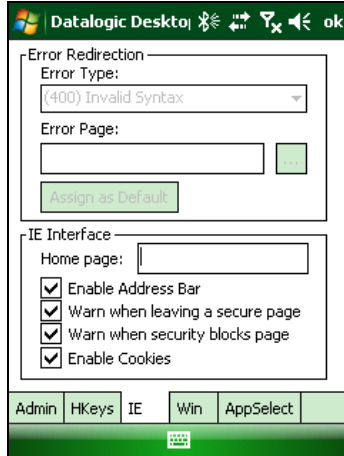 Datalogic Deskto ok
Error Redirection
Error Type:
(400) Invalid Syntax
Error Page:
...
Assign as Default
IE Interface
Home page:
Enable Address Bar
Warn when leaving a secure page
Warn when security blocks page
Enable Cookies
Admin HKeys IE Win AppSelect